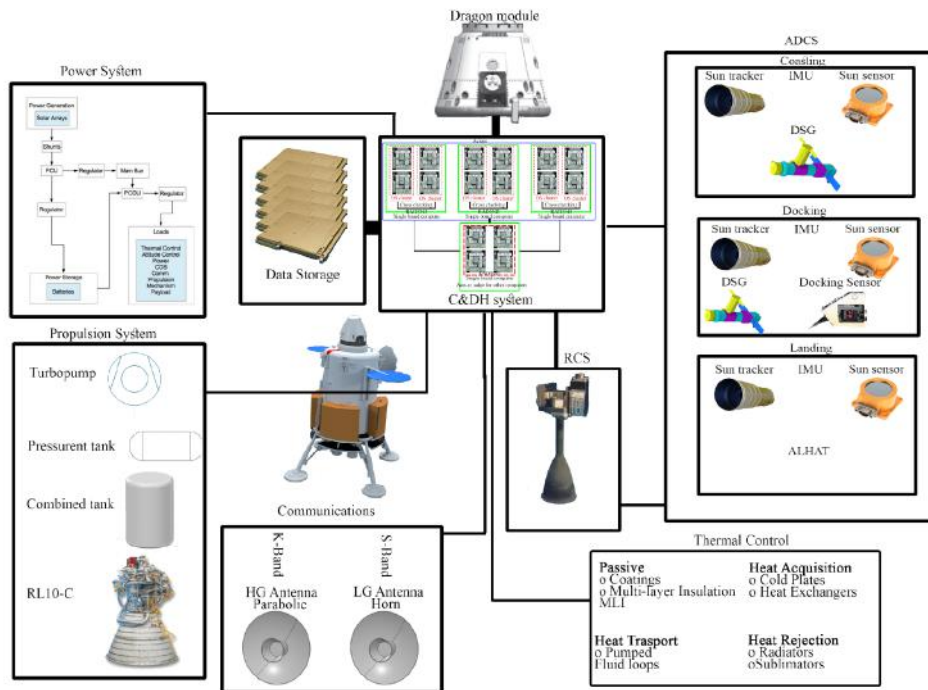 Dragon module
Power System
Power Generation
Solar Arrays
Shunts
PCU
Regulator
Main Bus
PCDU
Regulator
Regulator
Loads
Thermal Control
Attitude Control
Power
CDS
Comm
Propulsion
Mechanism
Payload
Power Storage
Batteries
Data Storage
C&DH system
ADCS
Sun tracker IMU Sun sensor
DSG
Docking
Sun tracker IMU Sun sensor
DSG Docking Sensor
Landing
Sun tracker IMU Sun sensor
ALHAT
Propulsion System
Turbopump
Pressurent tank
Combined tank
RL10-C
RCS
Communications
K-Band
S-Band
HG Antenna
Parabolic
LG Antenna
Horn
Thermal Control
Passive
o Coatings
o Multi-layer Insulation
MLI
Heat Acquisition
o Cold Plates
o Heat Exchangers
Heat Trasport
o Pumped
Fluid loops
Heat Rejection
o Radiators
oSublimators